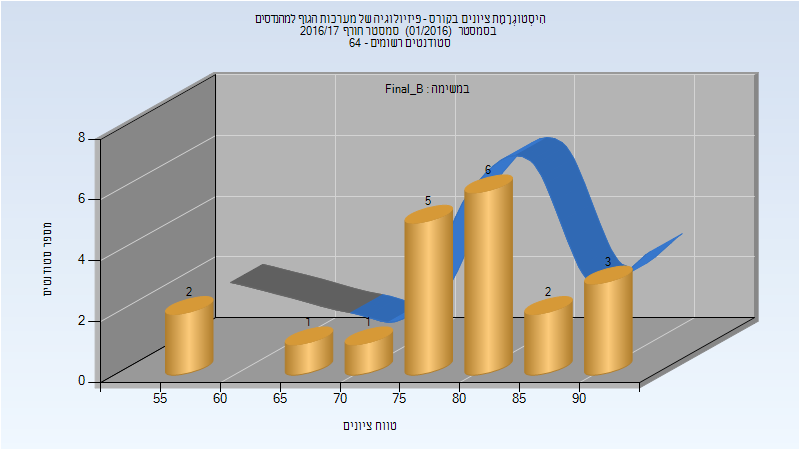 היסטוגרמת ציונים בקורס - פיזיולוגיה של מערכות הגוף למהנדסים
בסמסטר (01/2016) סמסטר חורף 2016/17
סטודנטים רשומים - 64
במשימה : Final_B
8
6
4
2
0
מספר סטודנטים
2
1
1
5
6
2
3
55 60 65 70 75 80 85 90
טווח ציונים